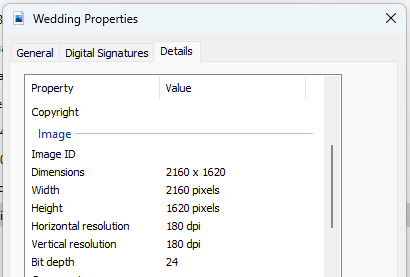 Wedding Properties
General Digital Signatures Details
Property Value
Copyright
Image
Image ID
Dimensions 2160 x 1620
Width 2160 pixels
Height 1620 pixels
Horizontal resolution 180 dpi
Vertical resolution 180 dpi
Bit depth 24